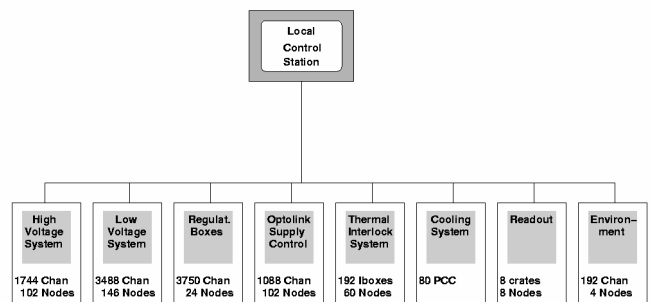 Local
Control
Station
High
Voltage
System
1744 Chan
102 Nodes
Low
Voltage
System
3488 Chan
146 Nodes
Regulat.
Boxes
3750 Chan
24 Nodes
Optolink
Supply
Control
1088 Chan
102 Nodes
Thermal
Interlock
System
192 Iboxes
60 Nodes
Cooling
System
80 PCC
Readout
8 crates
8 Nodes
Environ–
ment
192 Chan
4 Nodes